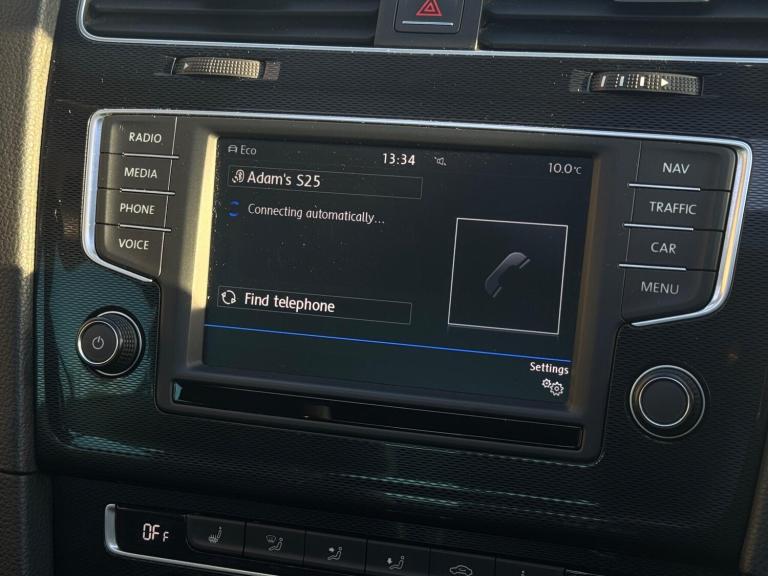 RADIO
MEDIA
PHONE
VOICE
Eco
13:34
10.0°C
Adam's S25
Connecting automatically...
Find telephone
Settings
NAV
TRAFFIC
CAR
MENU
OFF